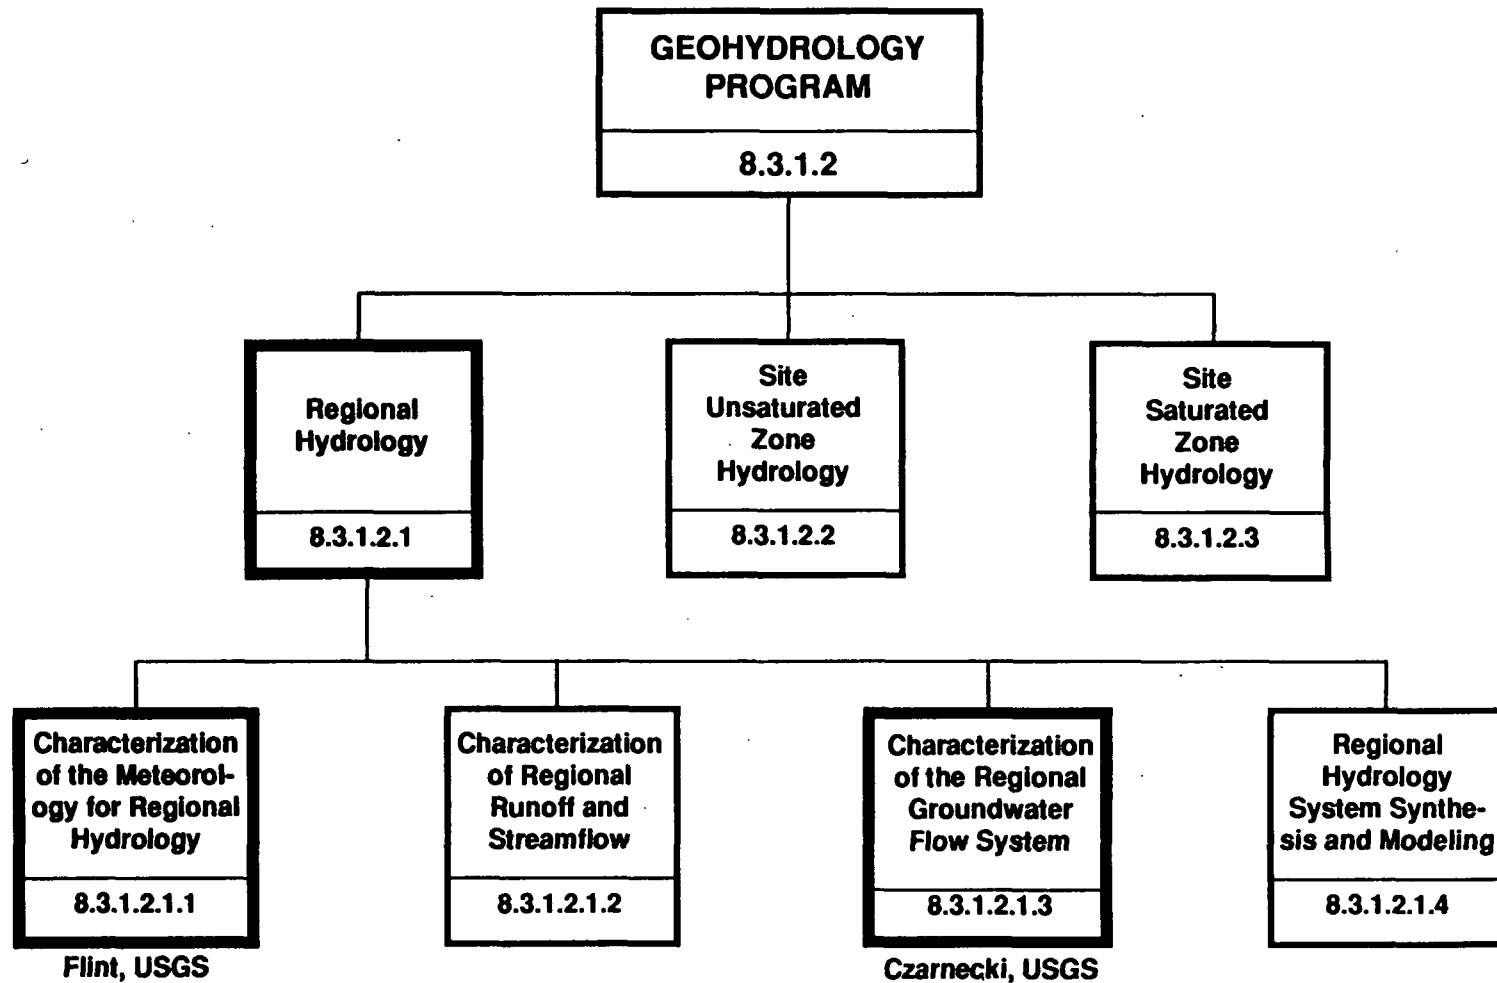 GEOHYDROLOGY
PROGRAM
8.3.1.2
Regional
Hydrology
8.3.1.2.1
Site
Unsaturated
Zone
Hydrology
8.3.1.2.2
Site
Saturated
Zone
Hydrology
8.3.1.2.3
Characterization
of the Meteorol-
ogy for Regional
Hydrology
8.3.1.2.1.1
Flint, USGS
Characterization
of Regional
Runoff and
Streamflow
8.3.1.2.1.2
Characterization
of the Regional
Groundwater
Flow System
8.3.1.2.1.3
Czarnecki, USGS
Regional
Hydrology
System Synthe-
sis and Modeling
8.3.1.2.1.4